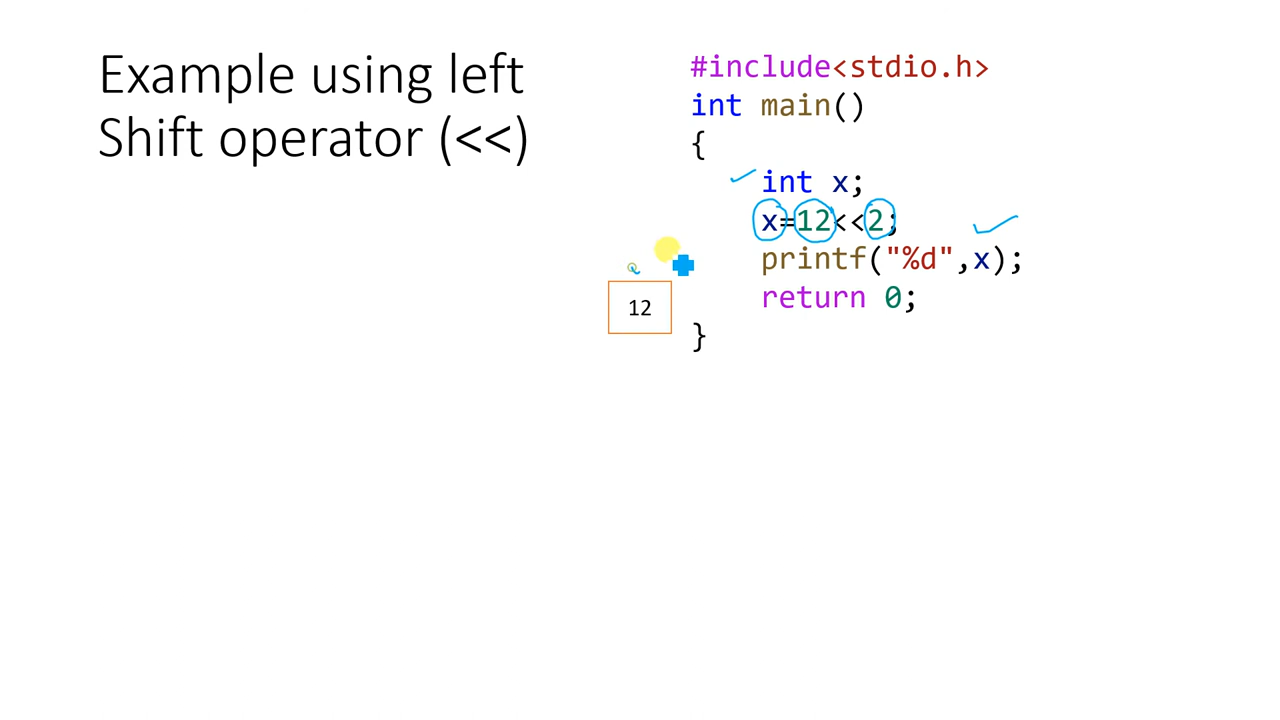 Example using left
Shift operator (<<)
#include<stdio.h>
int main()
{
int x;
x=12<<2;
printf("%d",x);
return 0;
}
12